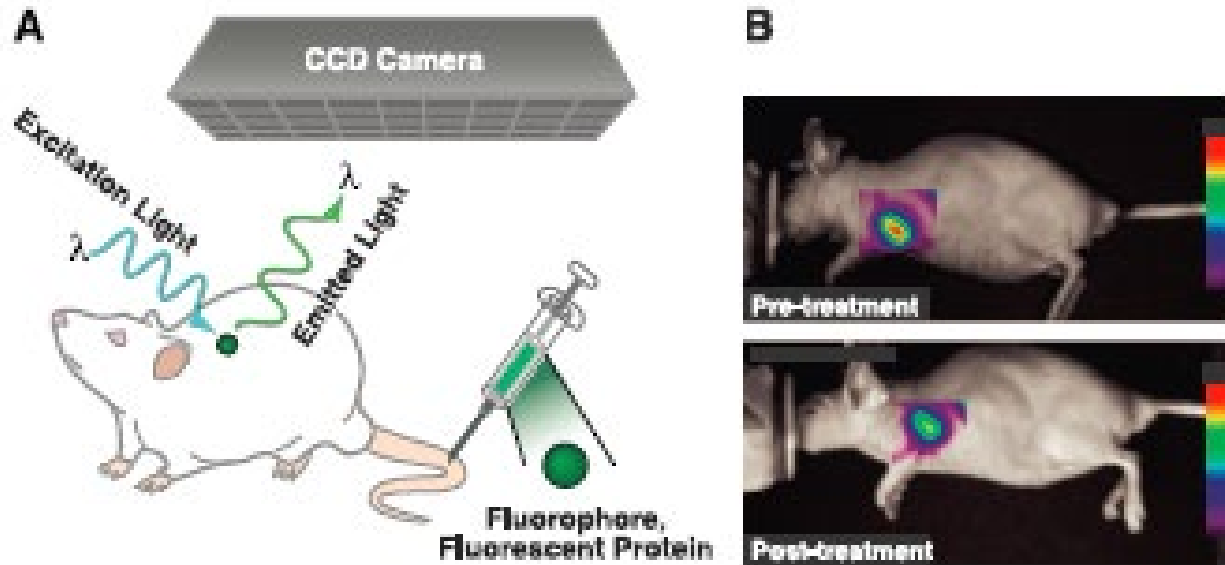 A
CCD Camera
Excitation Light
λ
λ
Emitted Light
Fluorophore,
Fluorescent Protein
B
Pre-treatment
Post-treatment